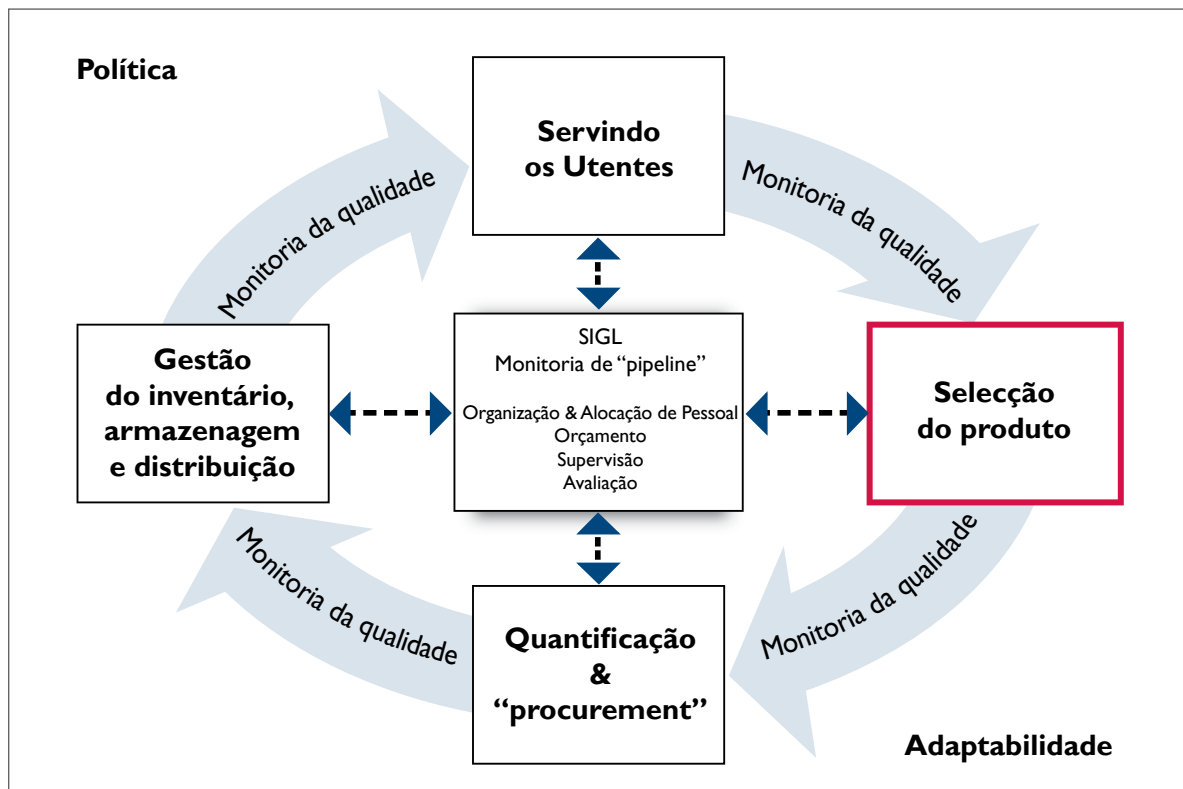 Política
Servindo
os Utentes
Monitoria da qualidade
Monitoria da qualidade
Gestão
do inventário,
armazenagem
e distribuição
SIGL
Monitoria de “pipeline”
Organização & Alocação de Pessoal
Orçamento
Supervisão
Avaliação
Selecção
do produto
Monitoria da qualidade
Monitoria da qualidade
Quantificação
&
“procurement”
Adaptabilidade